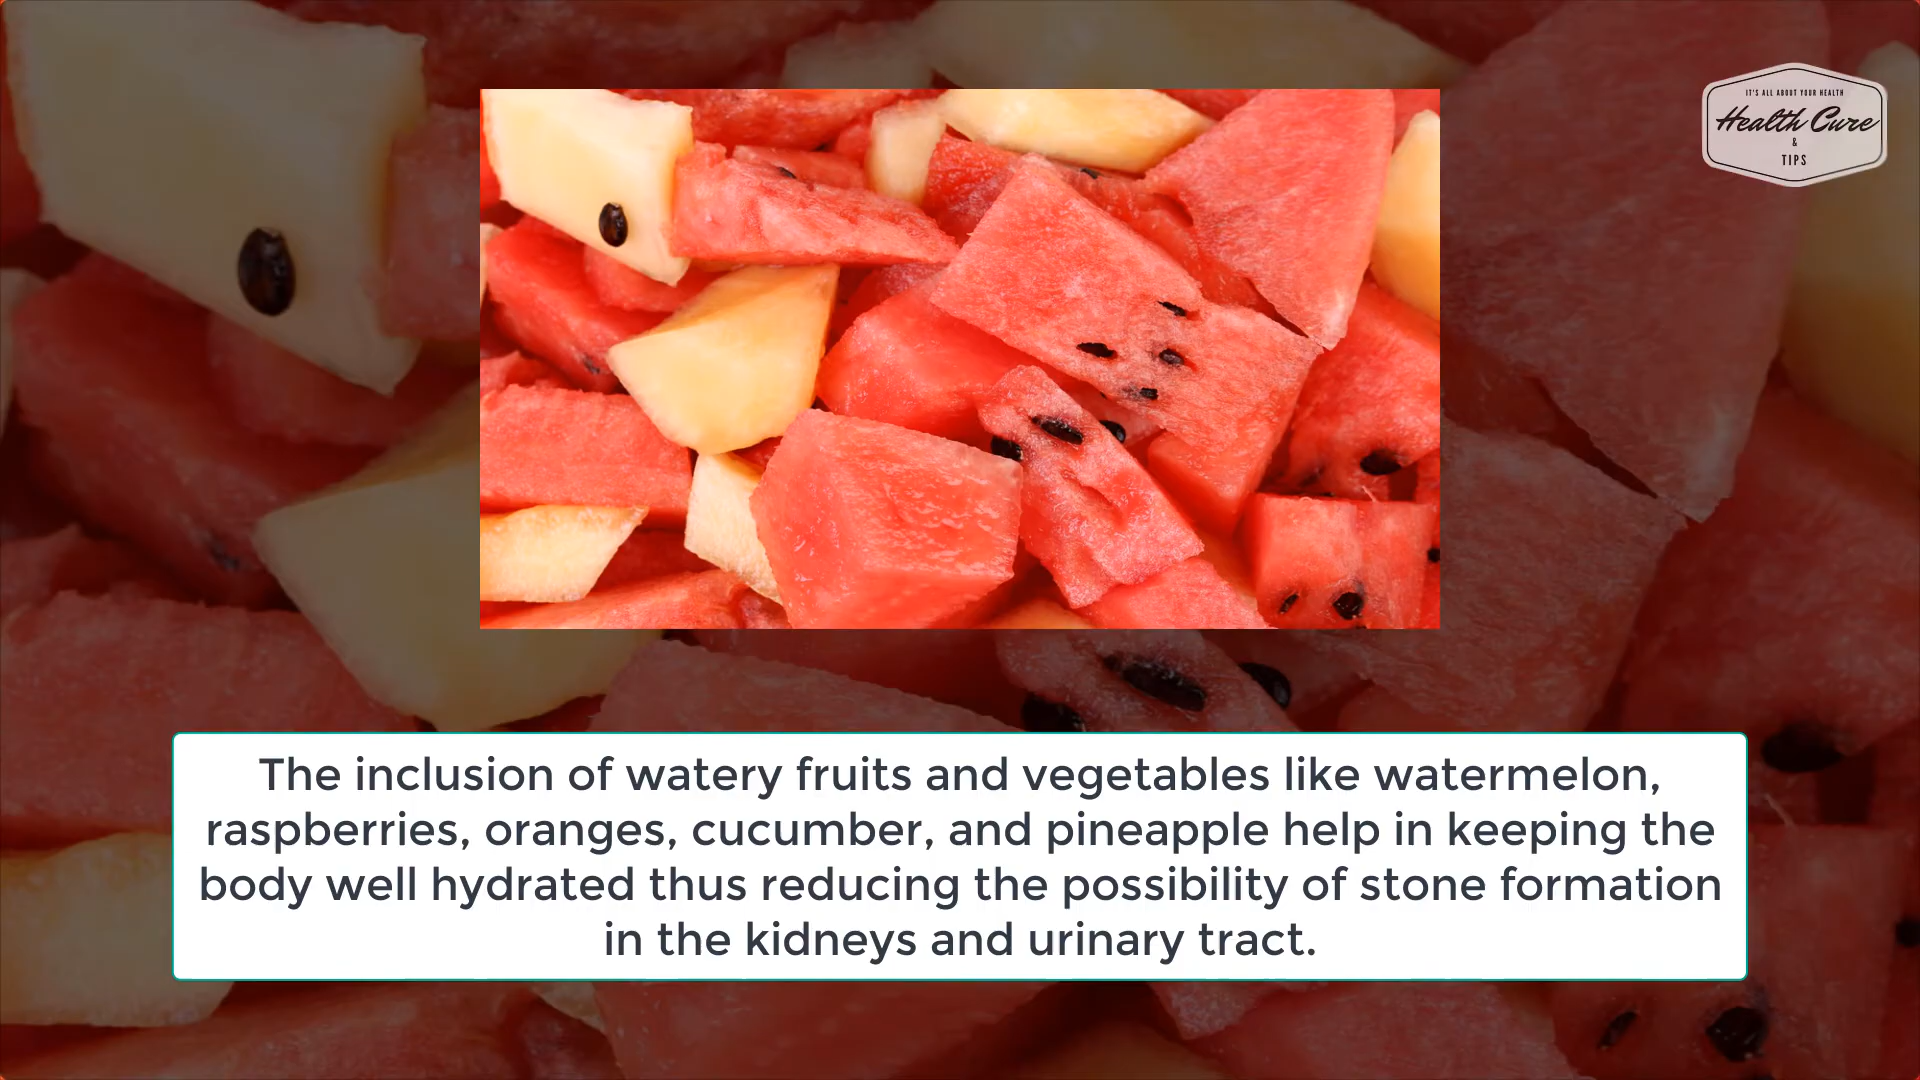 IT'S ALL ABOUT YOUR HEALTH
Health Cure
&
TIPS
The inclusion of watery fruits and vegetables like watermelon,
raspberries, oranges, cucumber, and pineapple help in keeping the
body well hydrated thus reducing the possibility of stone formation
in the kidneys and urinary tract.